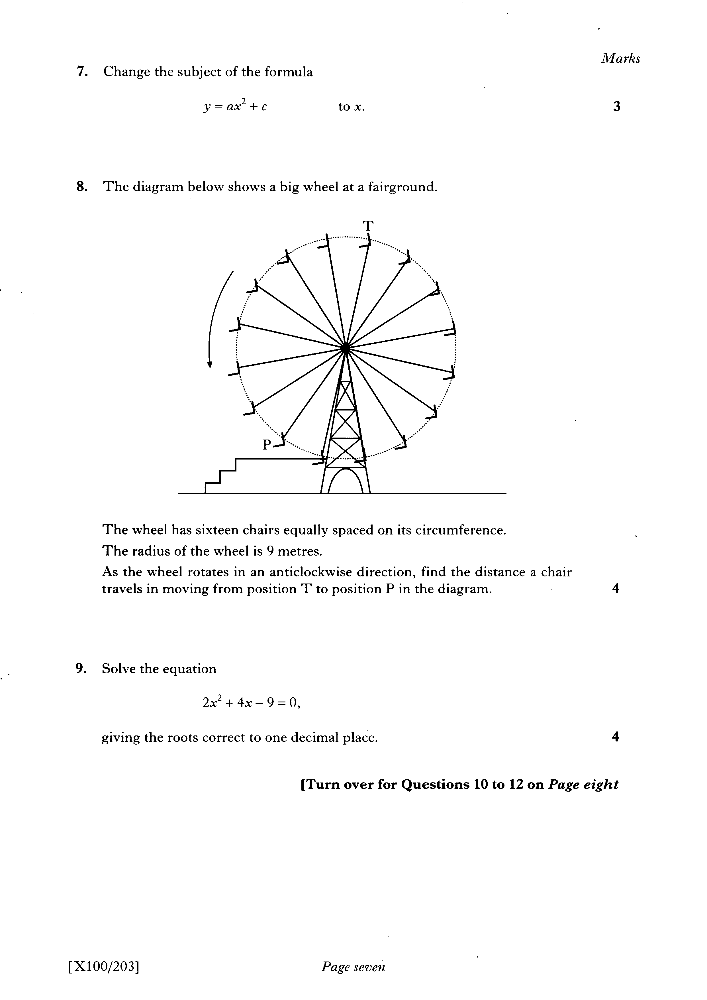 Marks
7. Change the subject of the formula
y = ax² + c to x. 3
8. The diagram below shows a big wheel at a fairground.
T
P
The wheel has sixteen chairs equally spaced on its circumference.
The radius of the wheel is 9 metres.
As the wheel rotates in an anticlockwise direction, find the distance a chair
travels in moving from position T to position P in the diagram. 4
9. Solve the equation
2x² + 4x – 9 = 0,
giving the roots correct to one decimal place. 4
[Turn over for Questions 10 to 12 on Page eight
[X100/203] Page seven